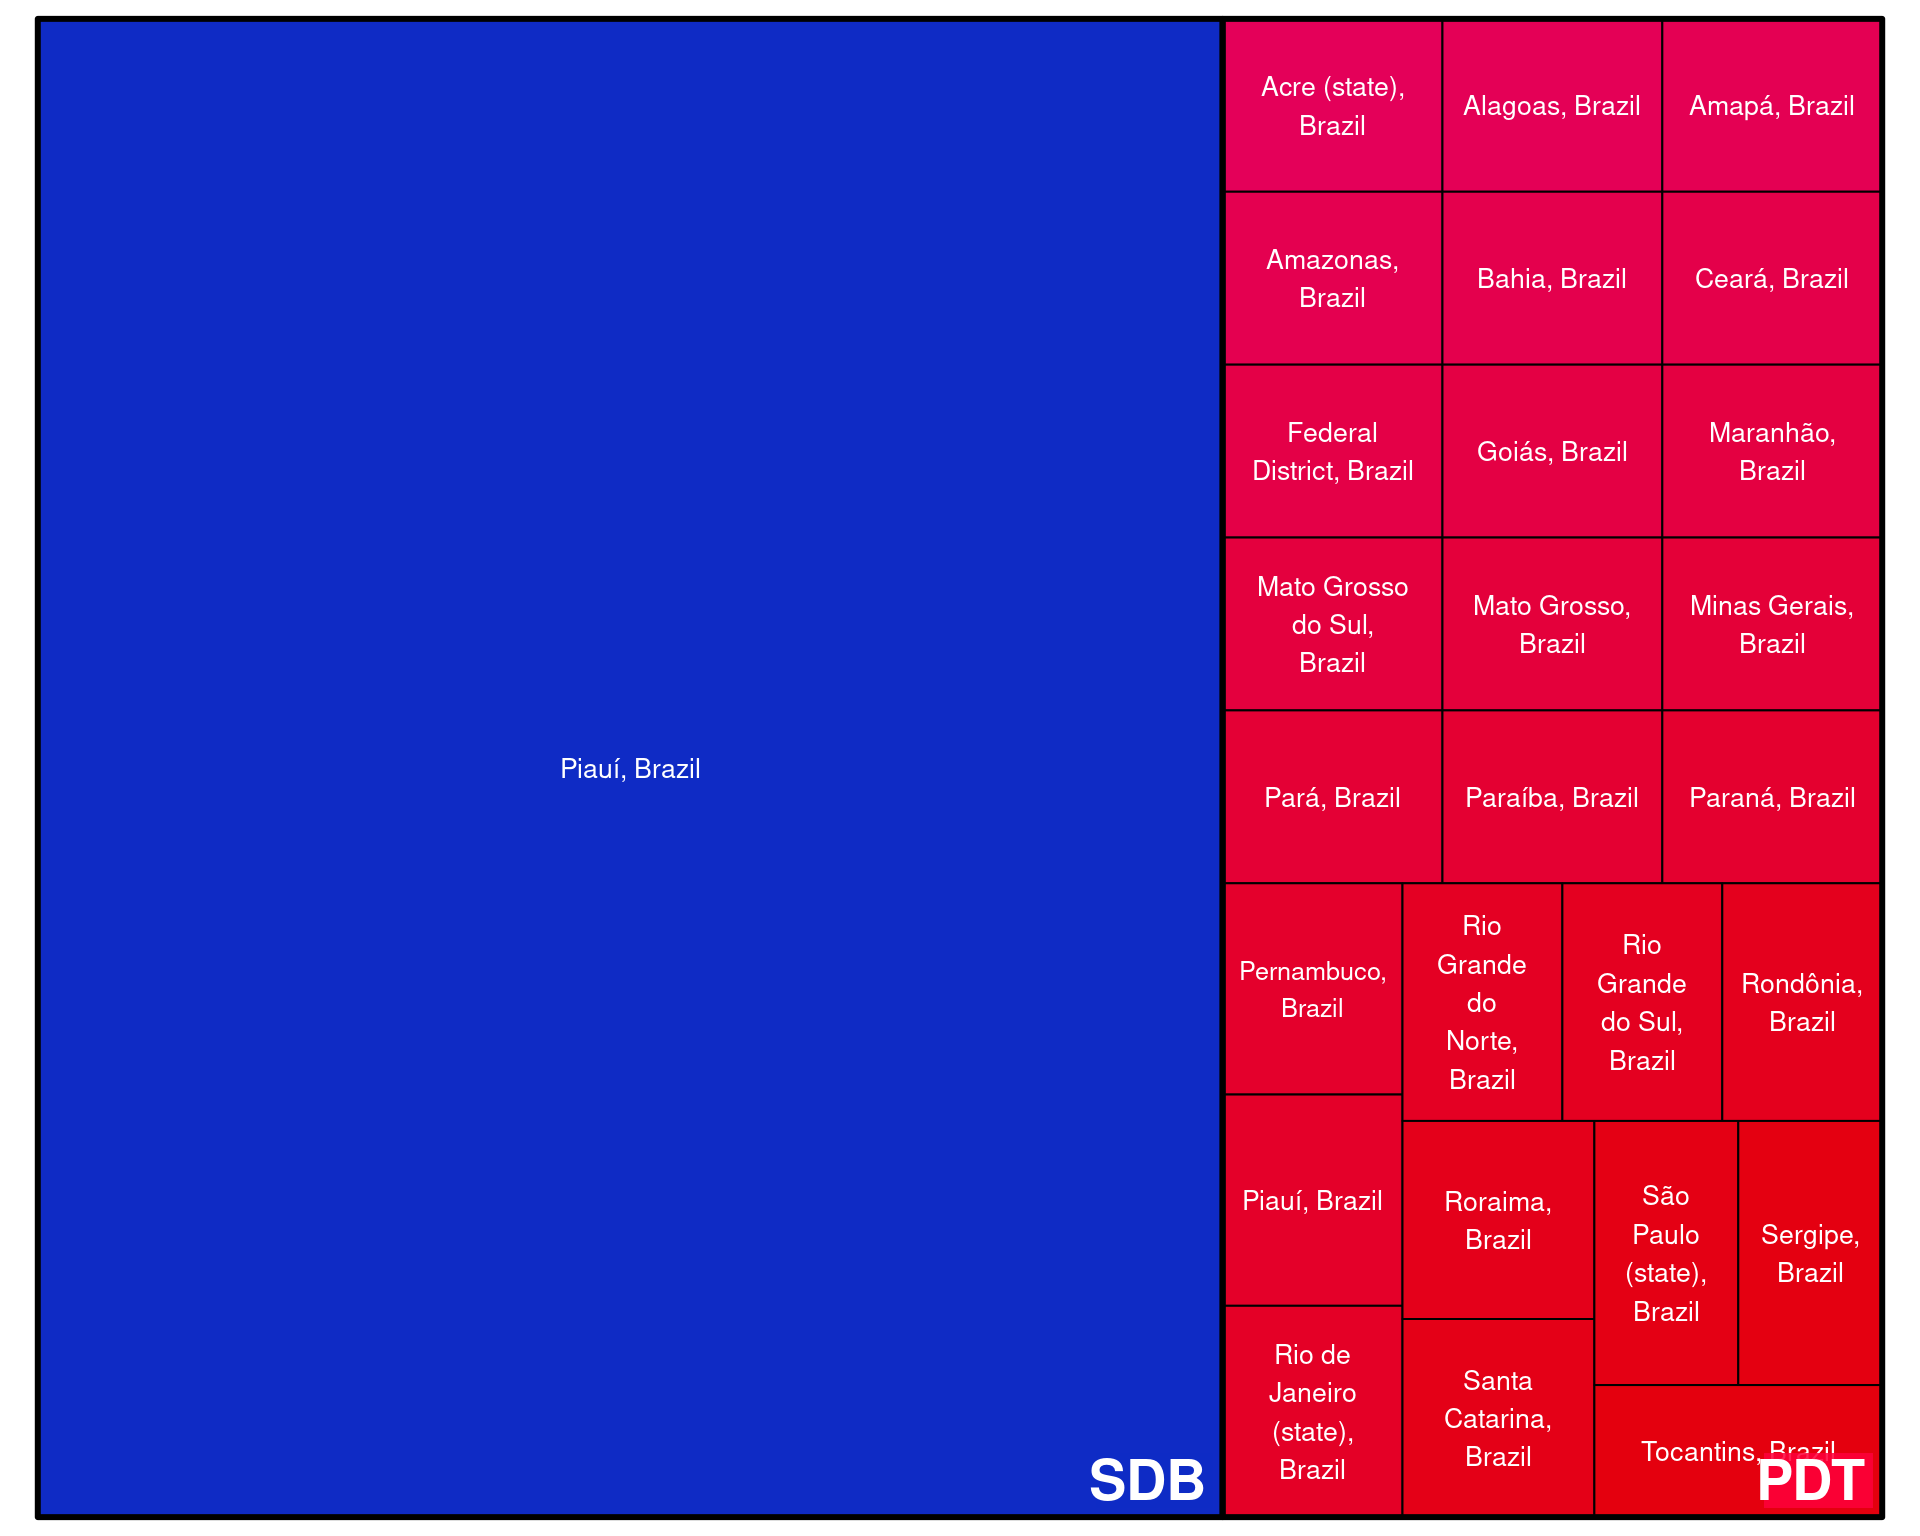 Piauí, Brazil
SDB
Acre (state),
Brazil
Alagoas, Brazil
Amapá, Brazil
Amazonas,
Brazil
Bahia, Brazil
Ceará, Brazil
Federal
District, Brazil
Goiás, Brazil
Maranhão,
Brazil
Mato Grosso
do Sul,
Brazil
Mato Grosso,
Brazil
Minas Gerais,
Brazil
Pará, Brazil
Paraíba, Brazil
Paraná, Brazil
Pernambuco,
Brazil
Rio
Grande
do
Norte,
Brazil
Rio
Grande
do Sul,
Brazil
Rondônia,
Brazil
Piauí, Brazil
Roraima,
Brazil
São
Paulo
(state),
Brazil
Sergipe,
Brazil
Rio de
Janeiro
(state),
Brazil
Santa
Catarina,
Brazil
Tocantins, Brazil
PDT